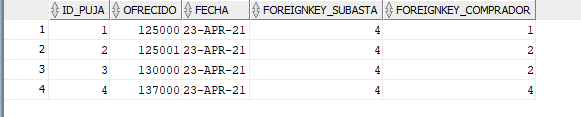 ID_PUJA OFRECIDO FECHA FOREIGNKEY_SUBASTA FOREIGNKEY_COMPRADOR
1 1 125000 23-APR-21 4 1
2 2 125001 23-APR-21 4 2
3 3 130000 23-APR-21 4 2
4 4 137000 23-APR-21 4 4